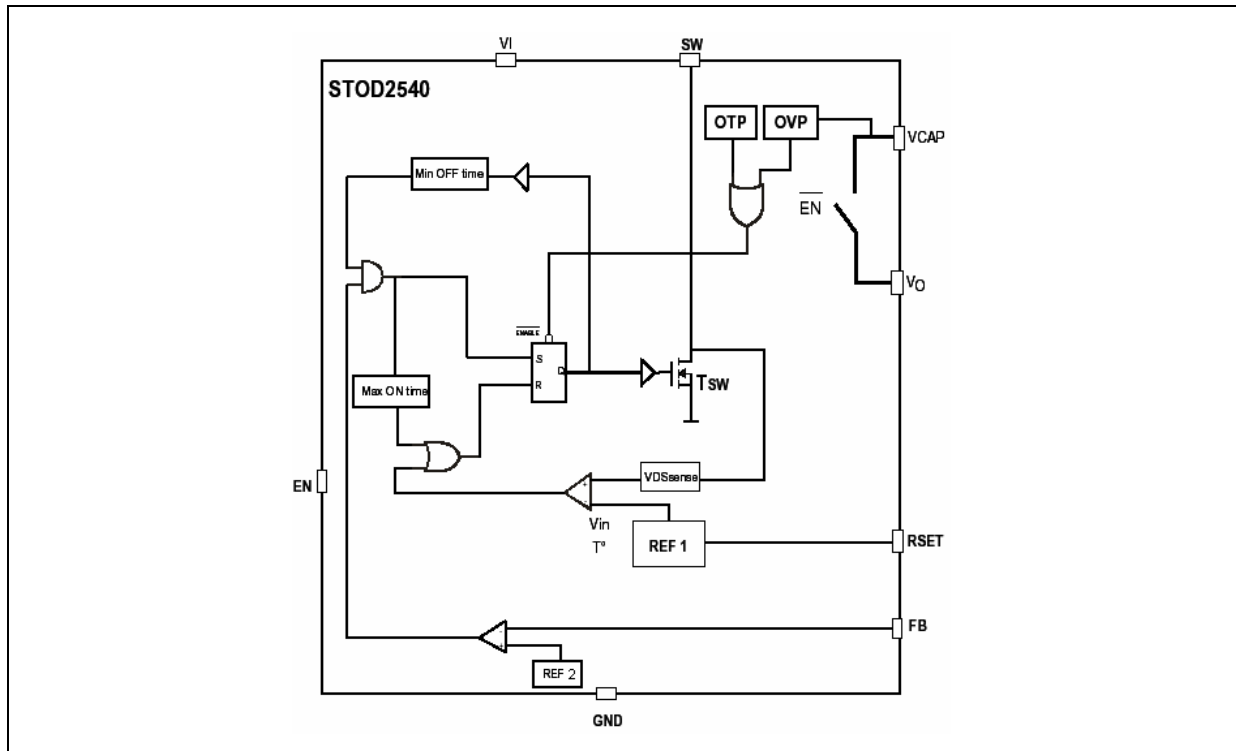 VI
SW
STOD2540
OTP
OVP
VCAP
Min OFF time
EN
VO
ENABLE
S
R
TSW
Max ON time
VDSsense
EN
Vin
T°
REF 1
RSET
FB
REF 2
GND